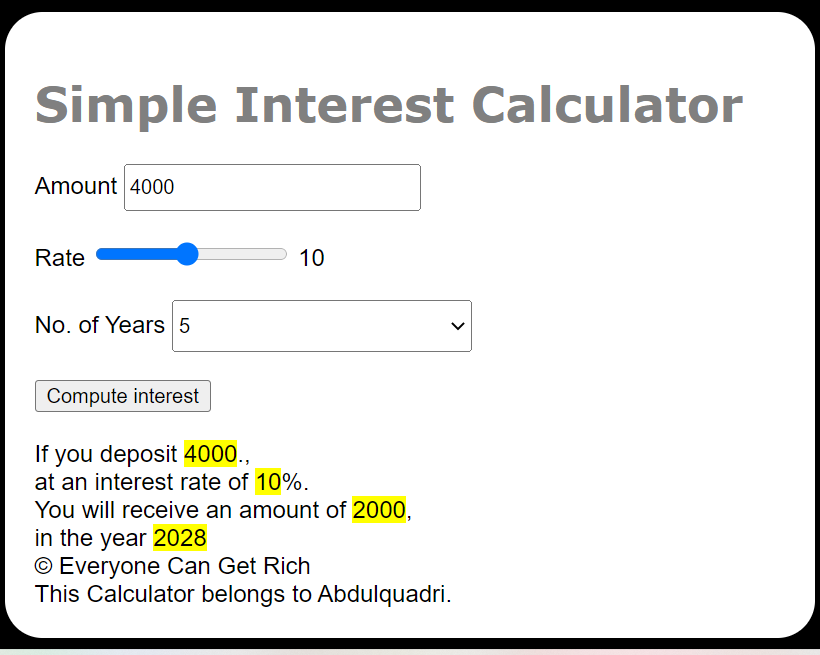 Simple Interest Calculator
Amount 4000
Rate 10
No. of Years 5
Compute interest
If you deposit 4000.,
at an interest rate of 10%.
You will receive an amount of 2000,
in the year 2028
© Everyone Can Get Rich
This Calculator belongs to Abdulquadri.